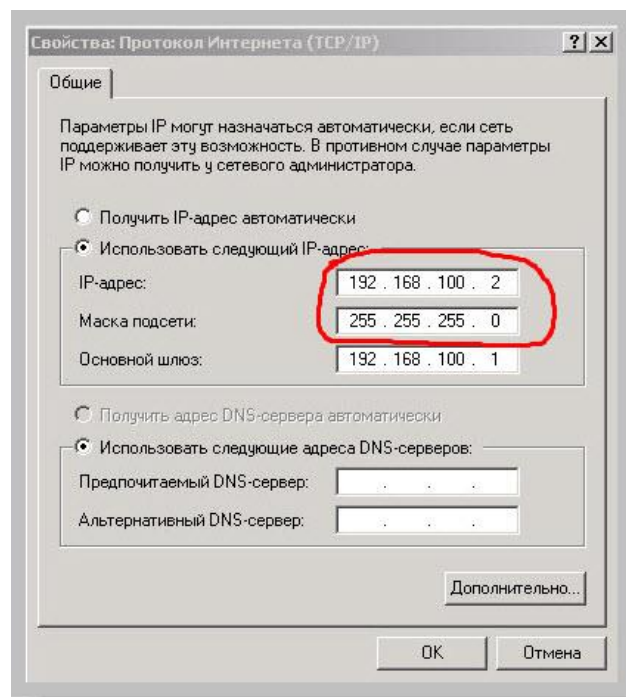 Свойства: Протокол Интернета (TCP/IP)
Общие
Параметры IP могут назначаться автоматически, если сеть
поддерживает эту возможность. В противном случае параметры
IP можно получить у сетевого администратора.
Получить IP-адрес автоматически
Использовать следующий IP-адрес:
IP-адрес: 192 . 168 . 100 . 2
Маска подсети: 255 . 255 . 255 . 0
Основной шлюз: 192 . 168 . 100 . 1
Получить адрес DNS-сервера автоматически
Использовать следующие адреса DNS-серверов:
Предпочитаемый DNS-сервер: . . .
Альтернативный DNS-сервер: . . .
Дополнительно...
OK Отмена